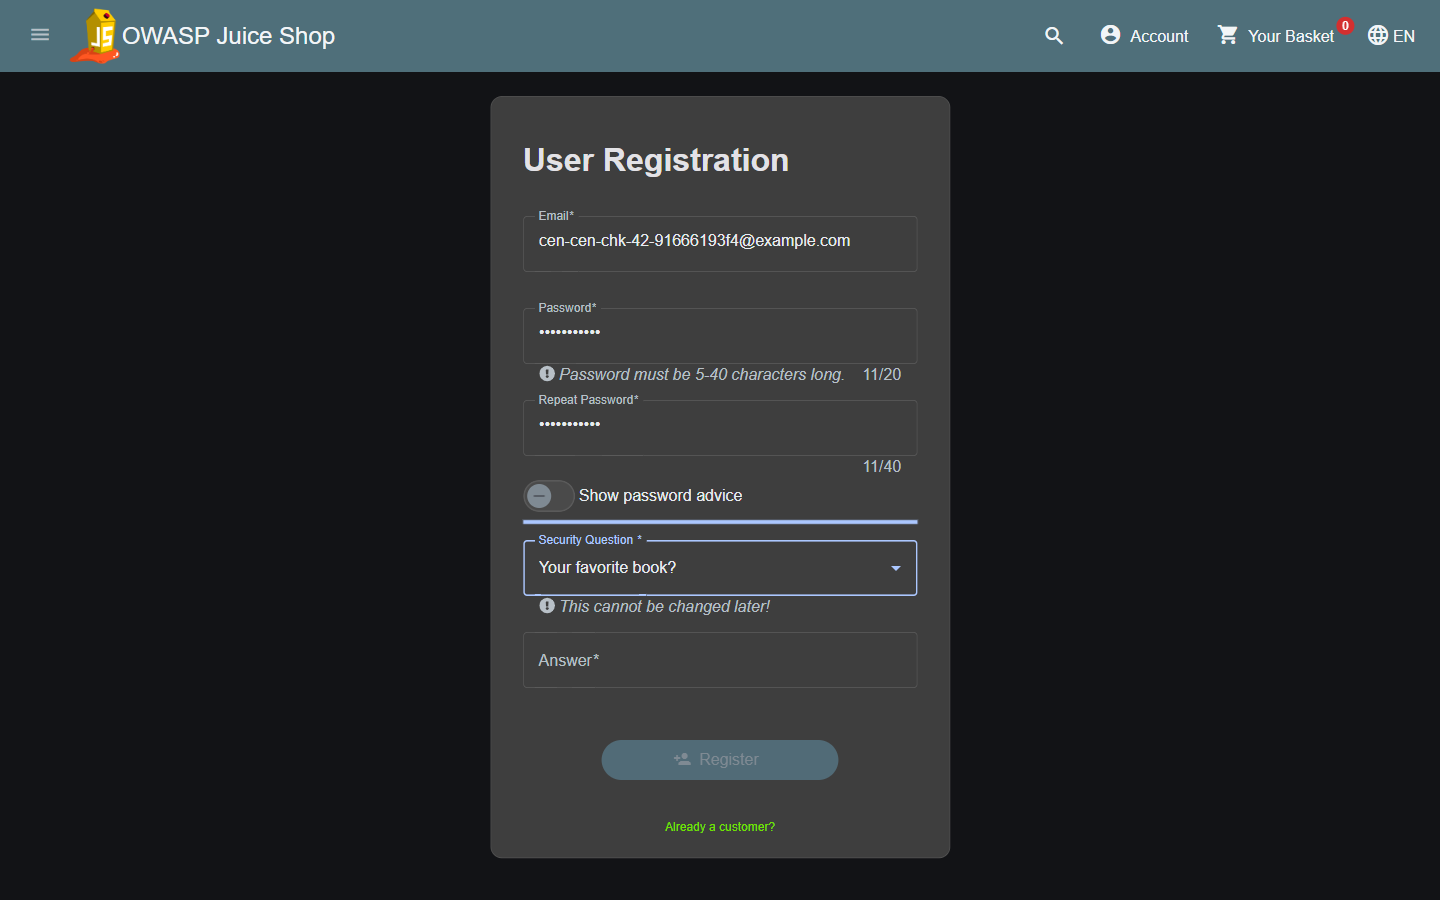 OWASP Juice Shop
Account
Your Basket
0
EN
User Registration
Email*
cen-cen-chk-42-91666193f4@example.com
Password*
•••••••••••
Password must be 5-40 characters long.
11/20
Repeat Password*
•••••••••••
11/40
Show password advice
Security Question *
Your favorite book?
This cannot be changed later!
Answer*
Register
Already a customer?